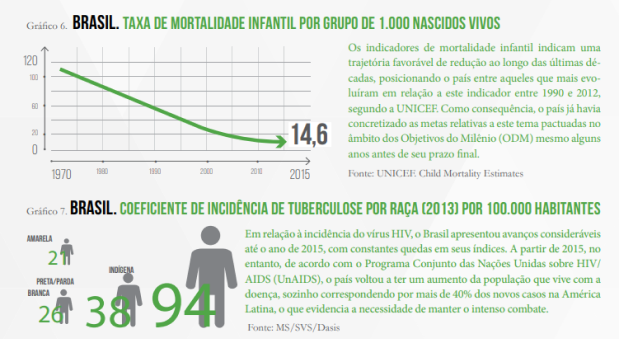 Gráfico 6. BRASIL. TAXA DE MORTALIDADE INFANTIL POR GRUPO DE 1.000 NASCIDOS VIVOS
120
100
60
20
0
14,6
1970 1980 1990 2000 2010 2015
Os indicadores de mortalidade infantil indicam uma
trajetória favorável de redução ao longo das últimas dé-
cadas, posicionando o país entre aqueles que mais evo-
luíram em relação a este indicador entre 1990 e 2012,
segundo a UNICEF. Como consequência, o país já havia
concretizado as metas relativas a este tema pactuadas no
âmbito dos Objetivos do Milênio (ODM) mesmo alguns
anos antes de seu prazo final.
Fonte: UNICEF. Child Mortality Estimates
Gráfico 7. BRASIL. COEFICIENTE DE INCIDÊNCIA DE TUBERCULOSE POR RAÇA (2013) POR 100.000 HABITANTES
AMARELA
21
PRETA/PARDA
BRANCA
26
INDÍGENA
38
94
Em relação à incidência do vírus HIV, o Brasil apresentou avanços consideráveis
até o ano de 2015, com constantes quedas em seus índices. A partir de 2015, no
entanto, de acordo com o Programa Conjunto das Nações Unidas sobre HIV/
AIDS (UnAIDS), o país voltou a ter um aumento da população que vive com a
doença, sozinho correspondendo por mais de 40% dos novos casos na América
Latina, o que evidencia a necessidade de manter o intenso combate.
Fonte: MS/SVS/Dasis